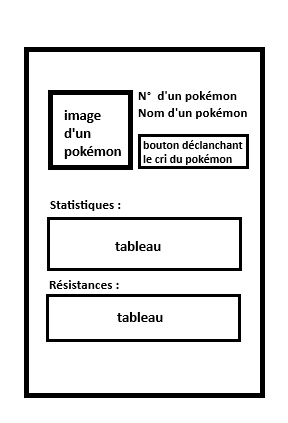 N° d'un pokémon
Nom d'un pokémon
image
d'un
pokémon
bouton déclanchant
le cri du pokémon
Statistiques :
tableau
Résistances :
tableau